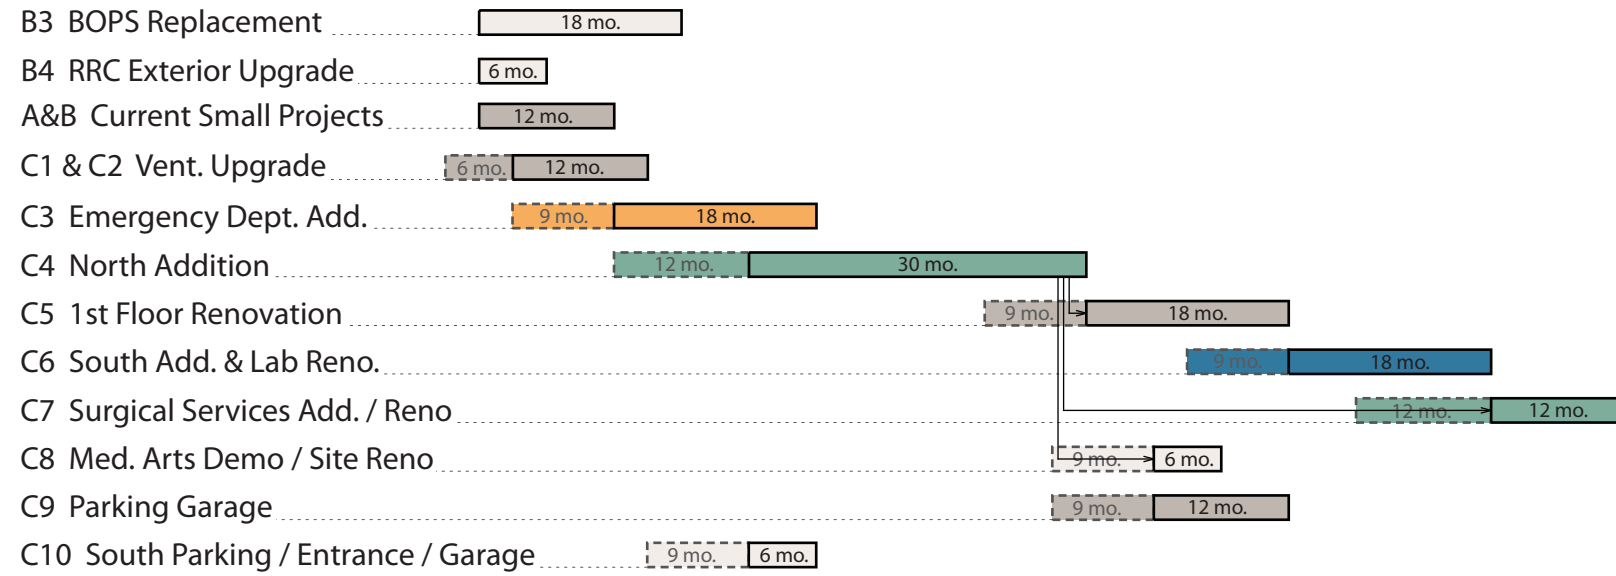 B3 BOPS Replacement 18 mo.
B4 RRC Exterior Upgrade 6 mo.
A&B Current Small Projects 12 mo.
C1 & C2 Vent. Upgrade 6 mo. 12 mo.
C3 Emergency Dept. Add. 9 mo. 18 mo.
C4 North Addition 12 mo. 30 mo.
C5 1st Floor Renovation 9 mo. 18 mo.
C6 South Add. & Lab Reno. 9 mo. 18 mo.
C7 Surgical Services Add. / Reno 12 mo. 12 mo.
C8 Med. Arts Demo / Site Reno 9 mo. 6 mo.
C9 Parking Garage 9 mo. 12 mo.
C10 South Parking / Entrance / Garage 9 mo. 6 mo.